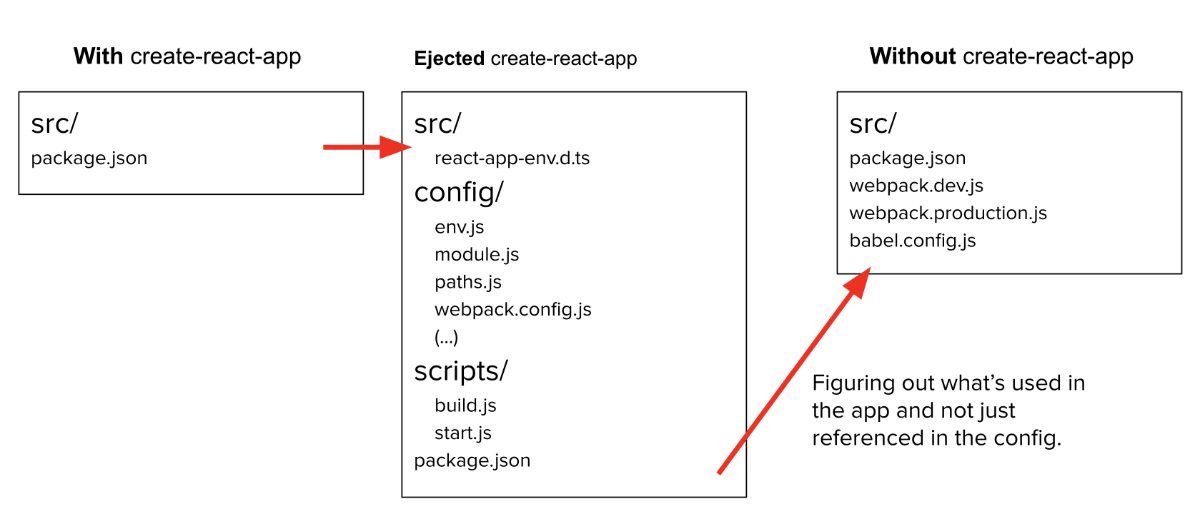 With create-react-app
src/
package.json
Ejected create-react-app
src/
react-app-env.d.ts
config/
env.js
module.js
paths.js
webpack.config.js
(...)
scripts/
build.js
start.js
package.json
Without create-react-app
src/
package.json
webpack.dev.js
webpack.production.js
babel.config.js
Figuring out what’s used in
the app and not just
referenced in the config.